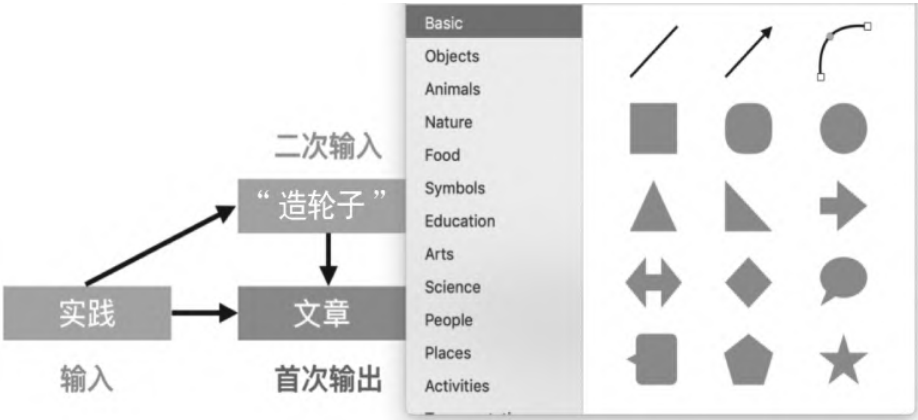 二次输入
“造轮子”
实践
文章
输入
首次输出
Basic
Objects
Animals
Nature
Food
Symbols
Education
Arts
Science
People
Places
Activities